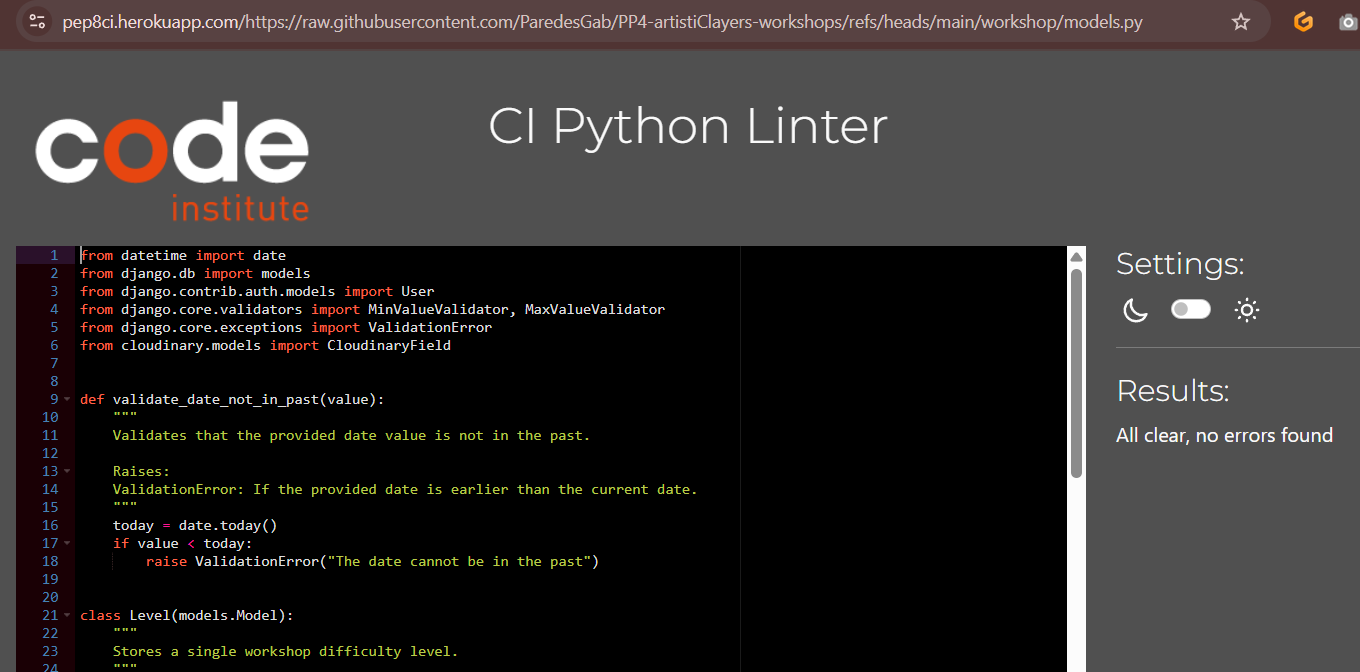 pep8ci.herokuapp.com/https://raw.githubusercontent.com/ParedesGab/PP4-artistiClayers-workshops/refs/heads/main/workshop/models.py
code
institute
CI Python Linter
1 from datetime import date
2 from django.db import models
3 from django.contrib.auth.models import User
4 from django.core.validators import MinValueValidator, MaxValueValidator
5 from django.core.exceptions import ValidationError
6 from cloudinary.models import CloudinaryField
7
8
9 def validate_date_not_in_past(value):
10     """
11     Validates that the provided date value is not in the past.
12
13     Raises:
14     ValidationError: If the provided date is earlier than the current date.
15     """
16     today = date.today()
17     if value < today:
18         raise ValidationError("The date cannot be in the past")
19
20
21 class Level(models.Model):
22     """
23     Stores a single workshop difficulty level.
24     """
Settings:
Results:
All clear, no errors found